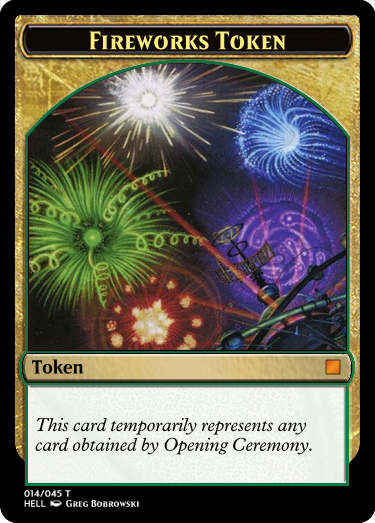 Fireworks Token
Token
This card temporarily represents any
card obtained by Opening Ceremony.
014/045 T
HELL Greg Bobrowski